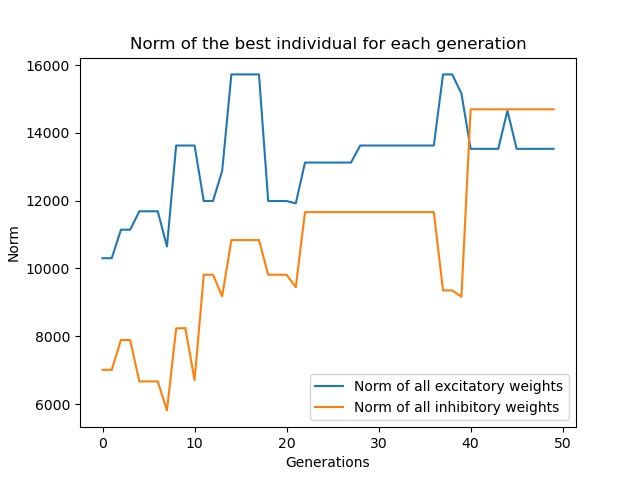 Norm of the best individual for each generation
16000
14000
12000
10000
8000
6000
Norm
Norm of all excitatory weights
Norm of all inhibitory weights
0 10 20 30 40 50
Generations